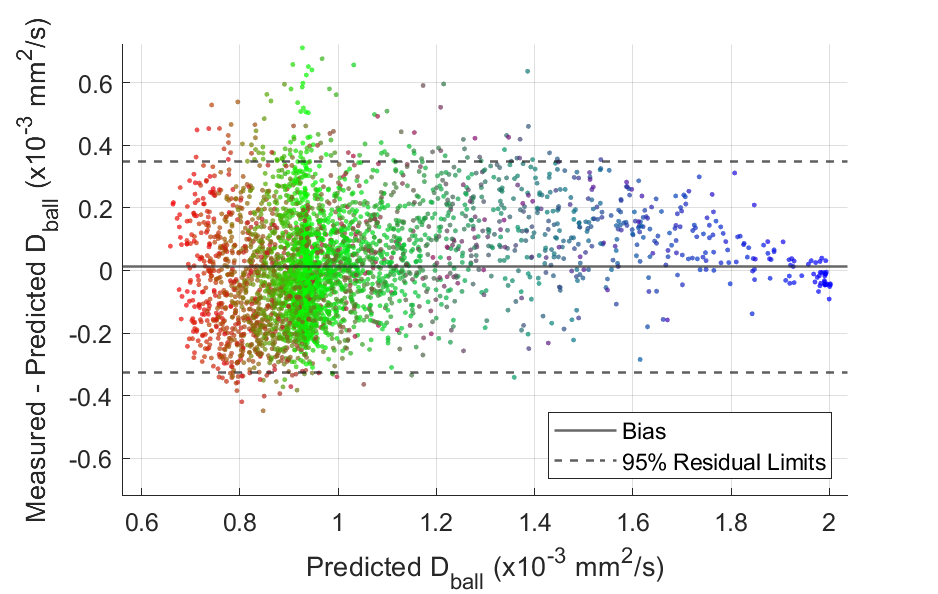 Measured - Predicted D_ball (x10^-3 mm^2/s)
0.6
0.4
0.2
0
-0.2
-0.4
-0.6
Bias
95% Residual Limits
0.6 0.8 1 1.2 1.4 1.6 1.8 2
Predicted D_ball (x10^-3 mm^2/s)